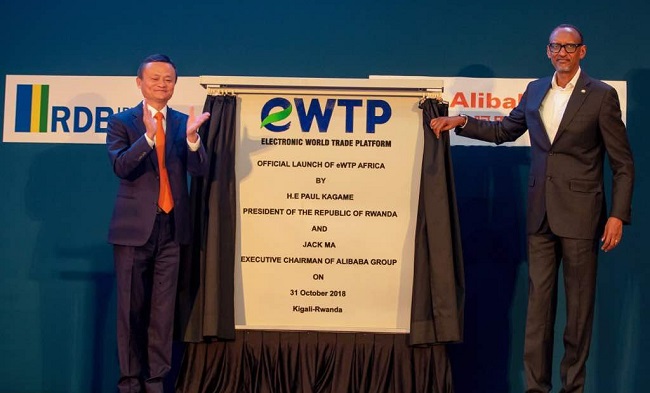 RDB
Alibab
eWTP
ELECTRONIC WORLD TRADE PLATFORM
OFFICIAL LAUNCH OF eWTP AFRICA
BY
H.E PAUL KAGAME
PRESIDENT OF THE REPUBLIC OF RWANDA
AND
JACK MA
EXECUTIVE CHAIRMAN OF ALIBABA GROUP
ON
31 October 2018
Kigali-Rwanda